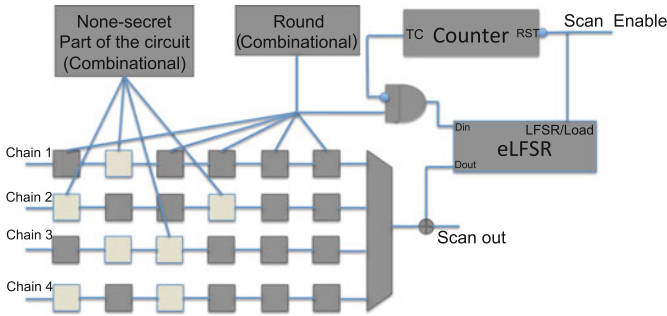 None-secret
Part of the circuit
(Combinational)
Round
(Combinational)
TC Counter RST
Scan Enable
Din
LFSR/Load
eLFSR
Dout
Chain 1
Chain 2
Chain 3
Chain 4
Scan out